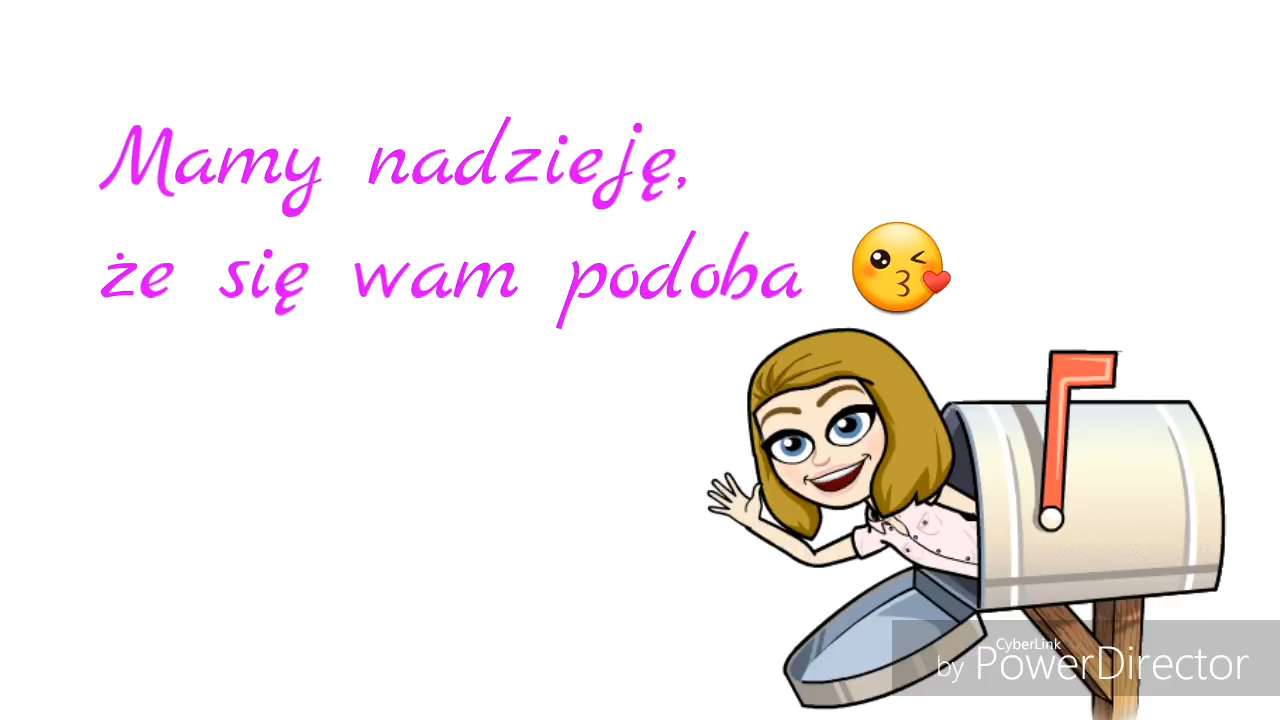 Mamy nadzieję,
że się wam podoba 😘
CyberLink
by PowerDirector